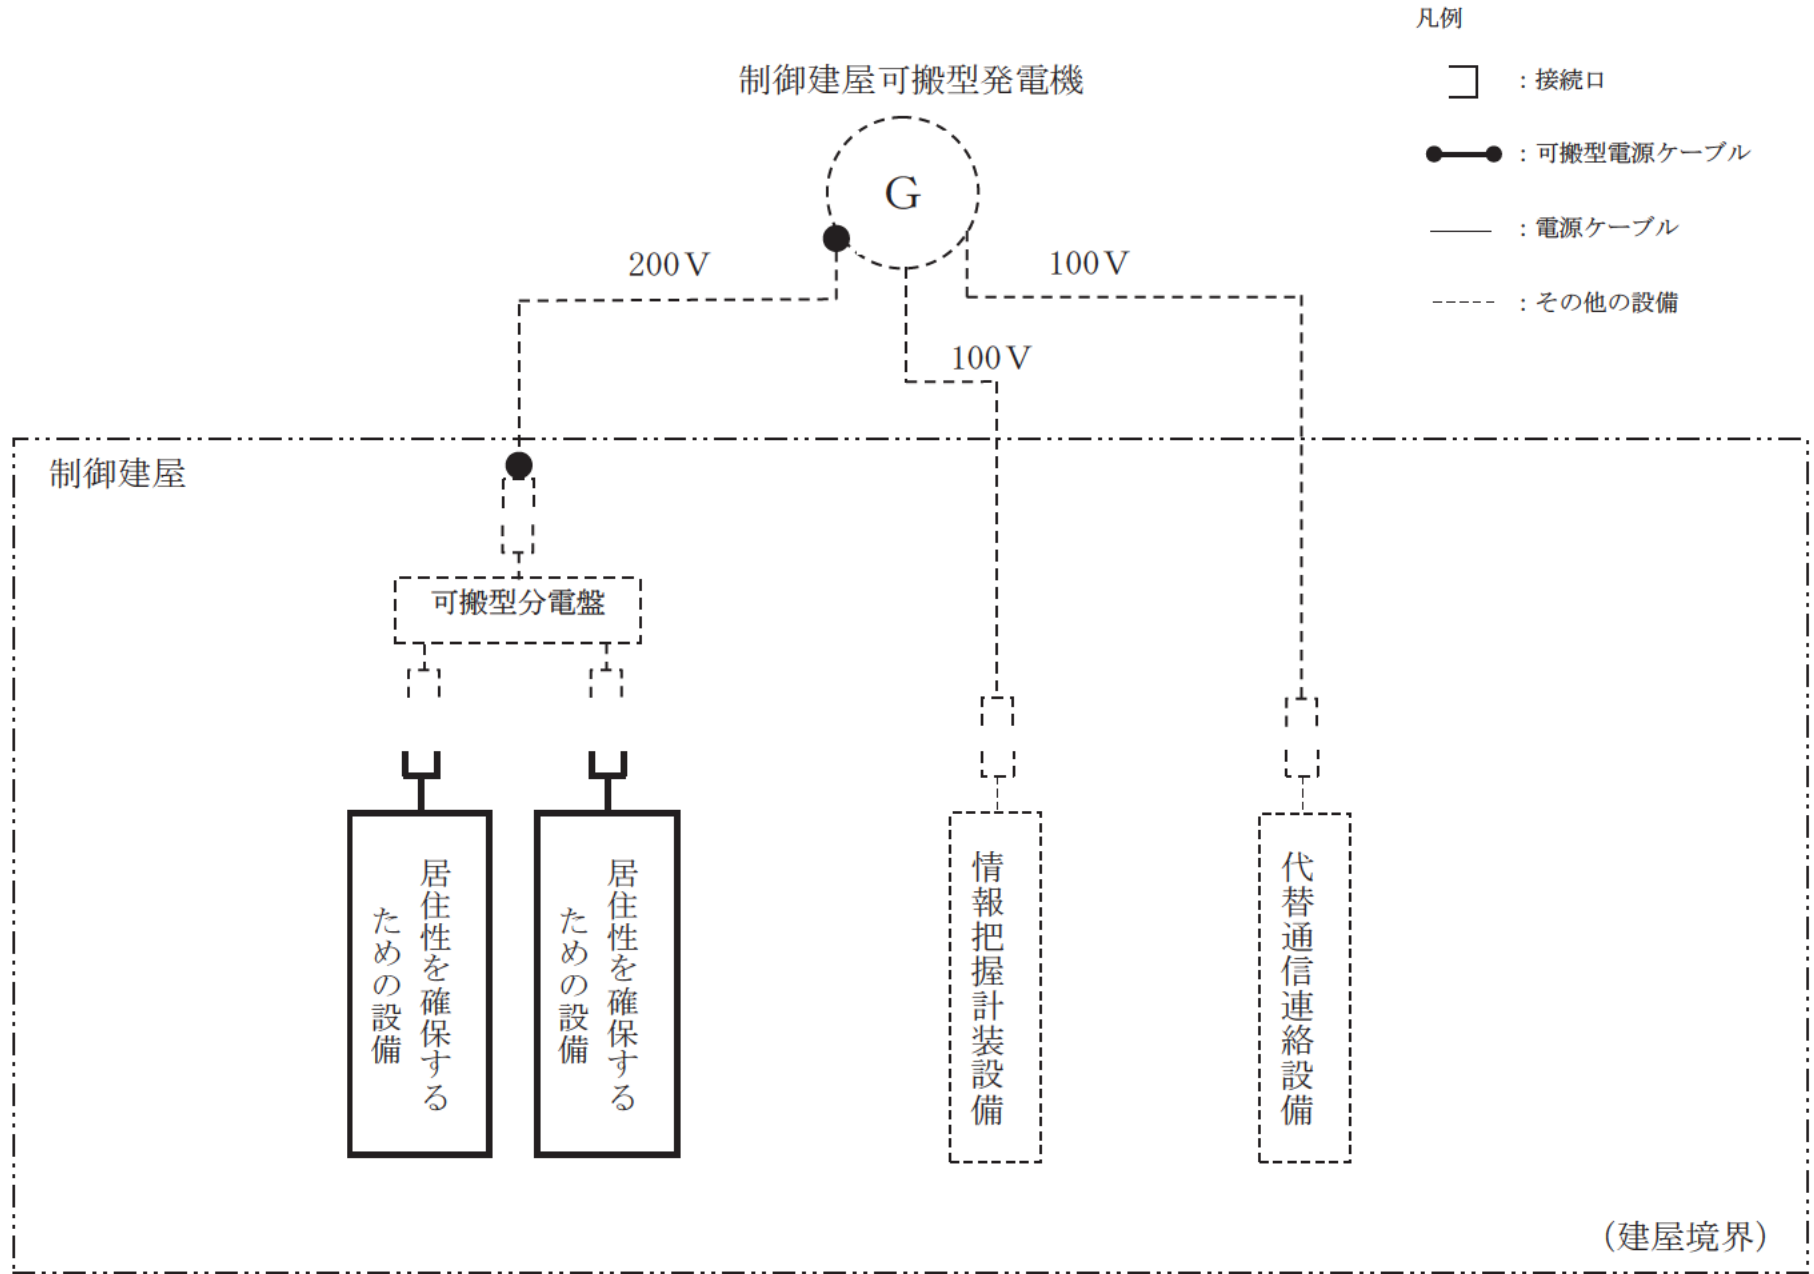 凡例
：接続口
：可搬型電源ケーブル
：電源ケーブル
：その他の設備
制御建屋可搬型発電機
G
200V
100V
100V
制御建屋
可搬型分電盤
居住性を確保する
ための設備
居住性を確保する
ための設備
情報把握計装設備
代替通信連絡設備
（建屋境界）